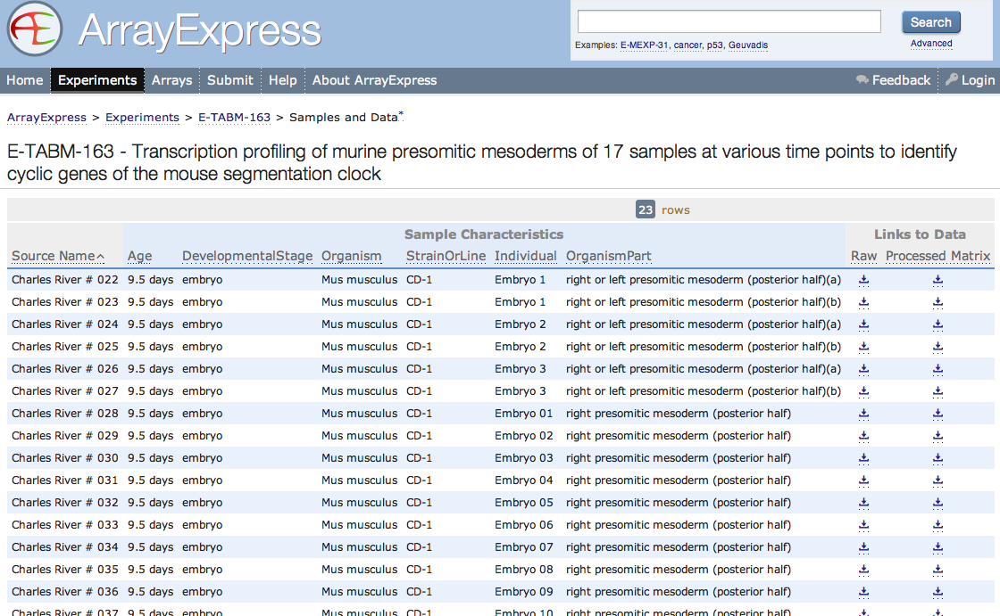 ArrayExpress
Search
Examples: E-MEXP-31, cancer, p53, Geuvadis
Advanced
Home Experiments Arrays Submit Help About ArrayExpress Feedback Login
ArrayExpress > Experiments > E-TABM-163 > Samples and Data*
E-TABM-163 - Transcription profiling of murine presomitic mesoderms of 17 samples at various time points to identify
cyclic genes of the mouse segmentation clock
23 rows
Sample Characteristics Links to Data
Source Name Age DevelopmentalStage Organism StrainOrLine Individual OrganismPart Raw Processed Matrix
Charles River # 022 9.5 days embryo Mus musculus CD-1 Embryo 1 right or left presomitic mesoderm (posterior half)(a)
Charles River # 023 9.5 days embryo Mus musculus CD-1 Embryo 1 right or left presomitic mesoderm (posterior half)(b)
Charles River # 024 9.5 days embryo Mus musculus CD-1 Embryo 2 right or left presomitic mesoderm (posterior half)(a)
Charles River # 025 9.5 days embryo Mus musculus CD-1 Embryo 2 right or left presomitic mesoderm (posterior half)(b)
Charles River # 026 9.5 days embryo Mus musculus CD-1 Embryo 3 right or left presomitic mesoderm (posterior half)(a)
Charles River # 027 9.5 days embryo Mus musculus CD-1 Embryo 3 right or left presomitic mesoderm (posterior half)(b)
Charles River # 028 9.5 days embryo Mus musculus CD-1 Embryo 01 right presomitic mesoderm (posterior half)
Charles River # 029 9.5 days embryo Mus musculus CD-1 Embryo 02 right presomitic mesoderm (posterior half)
Charles River # 030 9.5 days embryo Mus musculus CD-1 Embryo 03 right presomitic mesoderm (posterior half)
Charles River # 031 9.5 days embryo Mus musculus CD-1 Embryo 04 right presomitic mesoderm (posterior half)
Charles River # 032 9.5 days embryo Mus musculus CD-1 Embryo 05 right presomitic mesoderm (posterior half)
Charles River # 033 9.5 days embryo Mus musculus CD-1 Embryo 06 right presomitic mesoderm (posterior half)
Charles River # 034 9.5 days embryo Mus musculus CD-1 Embryo 07 right presomitic mesoderm (posterior half)
Charles River # 035 9.5 days embryo Mus musculus CD-1 Embryo 08 right presomitic mesoderm (posterior half)
Charles River # 036 9.5 days embryo Mus musculus CD-1 Embryo 09 right presomitic mesoderm (posterior half)
Charles River # 037 9.5 days embryo Mus musculus CD-1 Embryo 10 right presomitic mesoderm (posterior half)